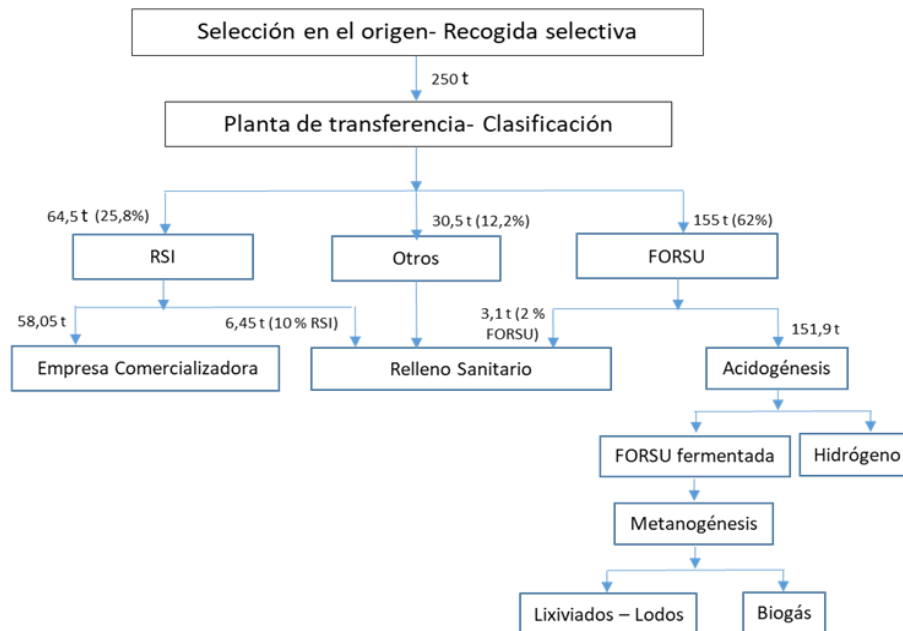 Selección en el origen- Recogida selectiva
250 t
Planta de transferencia- Clasificación
64,5 t (25,8%)
30,5 t (12,2%)
155 t (62%)
RSI
Otros
FORSU
58,05 t
6,45 t (10 % RSI)
3,1 t (2 %
FORSU)
151,9 t
Empresa Comercializadora
Relleno Sanitario
Acidogénesis
FORSU fermentada
Hidrógeno
Metanogénesis
Lixiviados – Lodos
Biogás